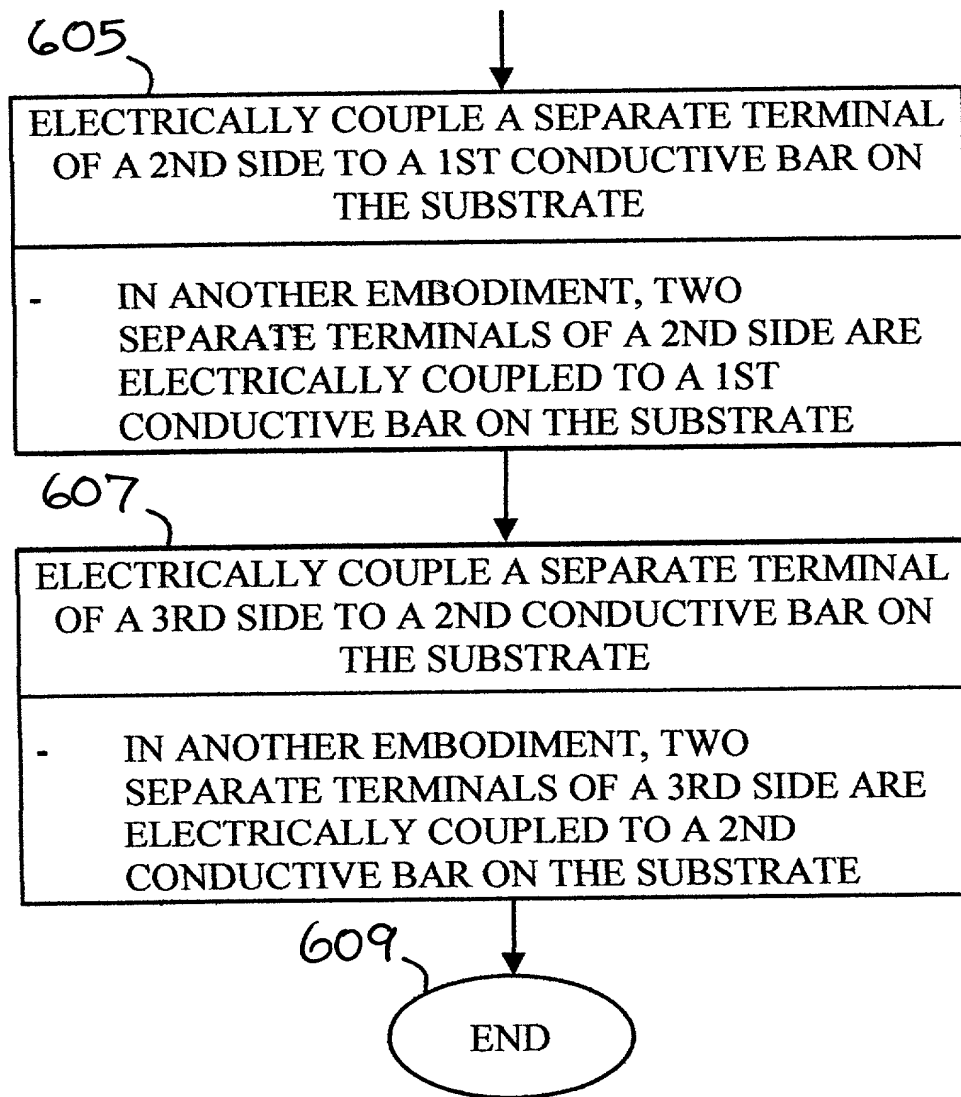 605
ELECTRICALLY COUPLE A SEPARATE TERMINAL
OF A 2ND SIDE TO A 1ST CONDUCTIVE BAR ON
THE SUBSTRATE
- IN ANOTHER EMBODIMENT, TWO
SEPARATE TERMINALS OF A 2ND SIDE ARE
ELECTRICALLY COUPLED TO A 1ST
CONDUCTIVE BAR ON THE SUBSTRATE
607
ELECTRICALLY COUPLE A SEPARATE TERMINAL
OF A 3RD SIDE TO A 2ND CONDUCTIVE BAR ON
THE SUBSTRATE
- IN ANOTHER EMBODIMENT, TWO
SEPARATE TERMINALS OF A 3RD SIDE ARE
ELECTRICALLY COUPLED TO A 2ND
CONDUCTIVE BAR ON THE SUBSTRATE
609
END